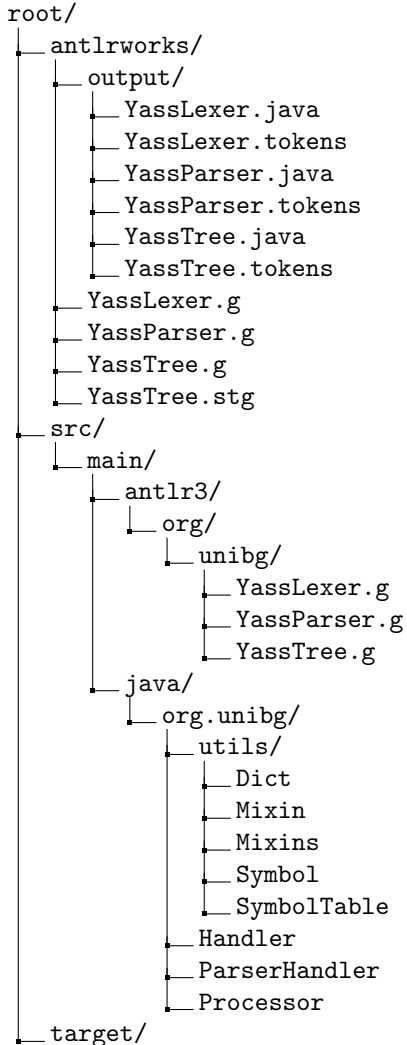 root/
antlrworks/
output/
YassLexer.java
YassLexer.tokens
YassParser.java
YassParser.tokens
YassTree.java
YassTree.tokens
YassLexer.g
YassParser.g
YassTree.g
YassTree.stg
src/
main/
antlr3/
org/
unibg/
YassLexer.g
YassParser.g
YassTree.g
java/
org.unibg/
utils/
Dict
Mixin
Mixins
Symbol
SymbolTable
Handler
ParserHandler
Processor
target/